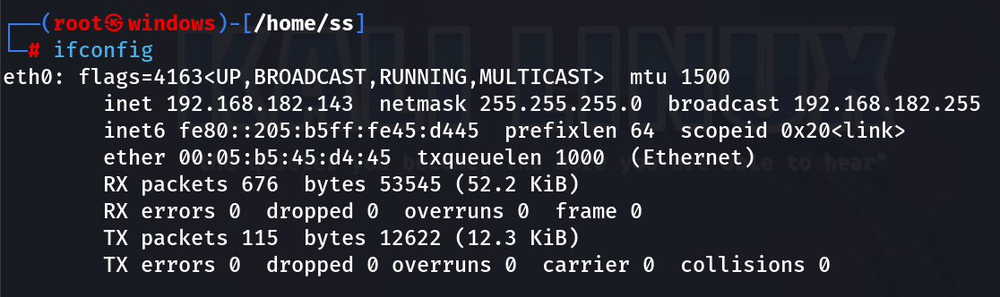 ┌──(root㉿windows)-[/home/ss]
└─# ifconfig
eth0: flags=4163<UP,BROADCAST,RUNNING,MULTICAST>  mtu 1500
        inet 192.168.182.143  netmask 255.255.255.0  broadcast 192.168.182.255
        inet6 fe80::205:b5ff:fe45:d445  prefixlen 64  scopeid 0x20<link>
        ether 00:05:b5:45:d4:45  txqueuelen 1000  (Ethernet)
        RX packets 676  bytes 53545 (52.2 KiB)
        RX errors 0  dropped 0  overruns 0  frame 0
        TX packets 115  bytes 12622 (12.3 KiB)
        TX errors 0  dropped 0 overruns 0  carrier 0  collisions 0
KALI LINUX
to hear"